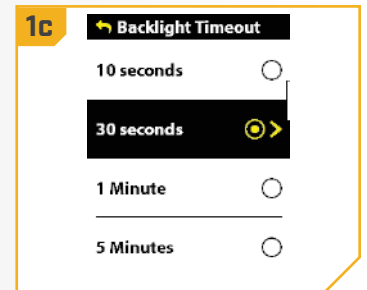 1c
Backlight Timeout
10 seconds
30 seconds
1 Minute
5 Minutes